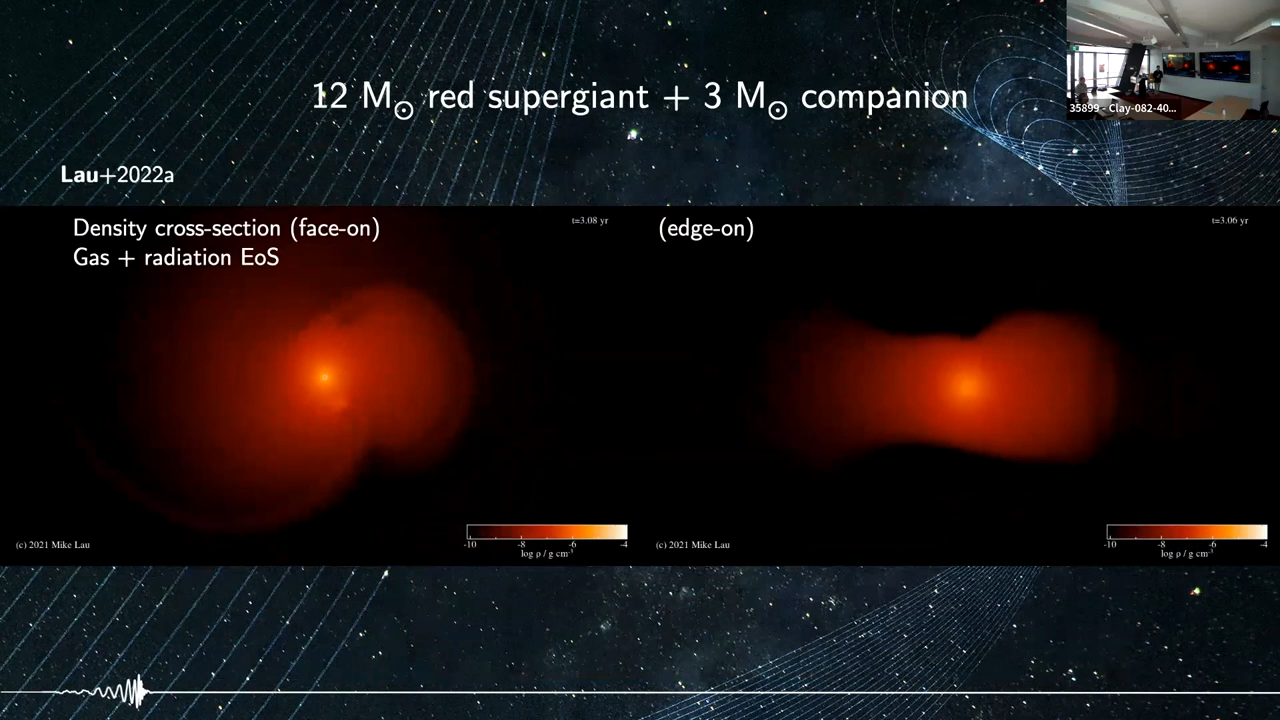 12 M⊙ red supergiant + 3 M⊙ companion
35899 - Clay-082-40...
Lau+2022a
Density cross-section (face-on)
Gas + radiation EoS
t=3.08 yr
(edge-on)
t=3.06 yr
(c) 2021 Mike Lau
-10 -8 -6 -4
log ρ / g cm⁻³
(c) 2021 Mike Lau
-10 -8 -6 -4
log ρ / g cm⁻³